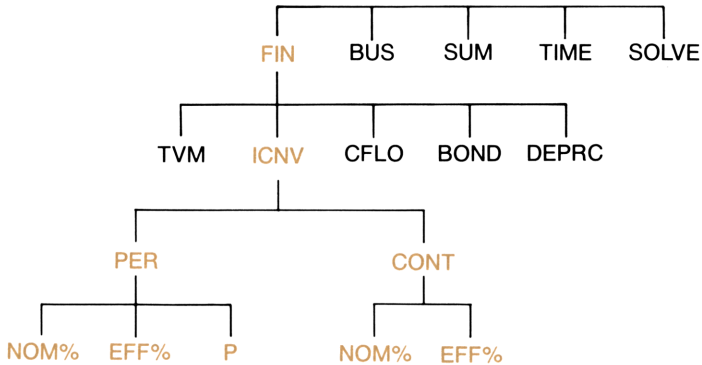 FIN BUS SUM TIME SOLVE
TVM ICNV CFLO BOND DEPRC
PER CONT
NOM% EFF% P NOM% EFF%